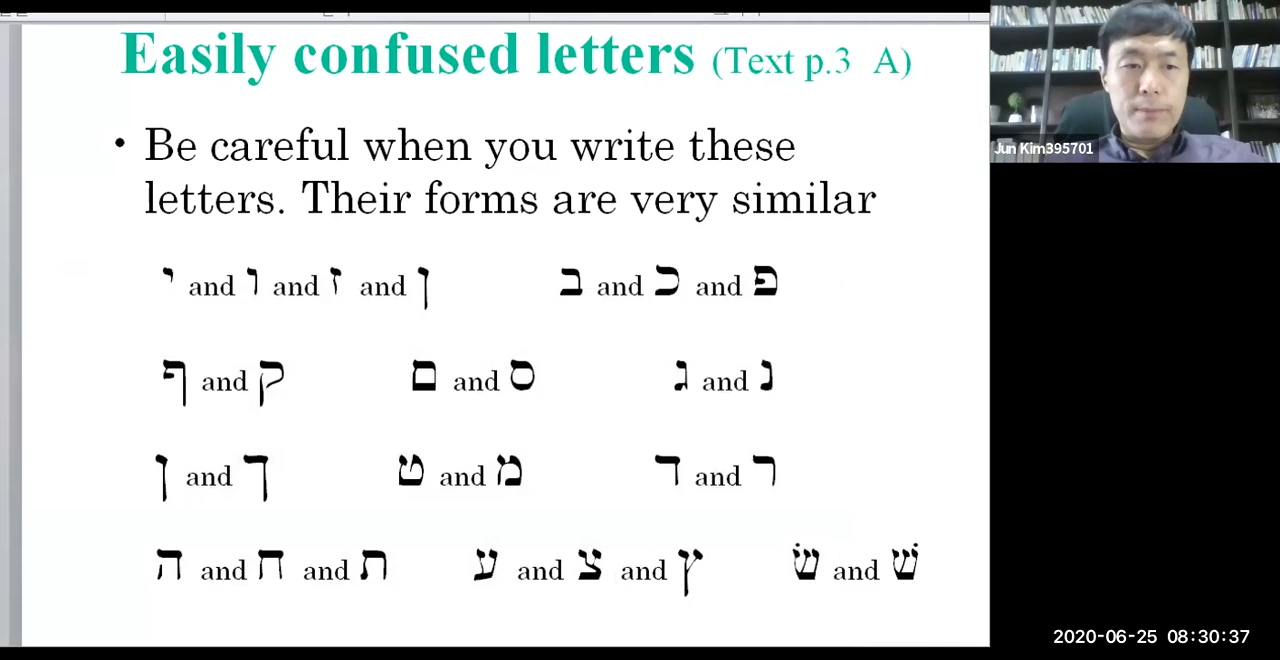 Easily confused letters (Text p.3 A)
• Be careful when you write these
letters. Their forms are very similar
י and ו and ז and ן ב and כ and פ
ף and ק ם and ס ג and נ
ן and ך ט and מ ד and ר
ה and ח and ת ע and צ and ץ שׂ and שׁ
Jun Kim395701
2020-06-25 08:30:37